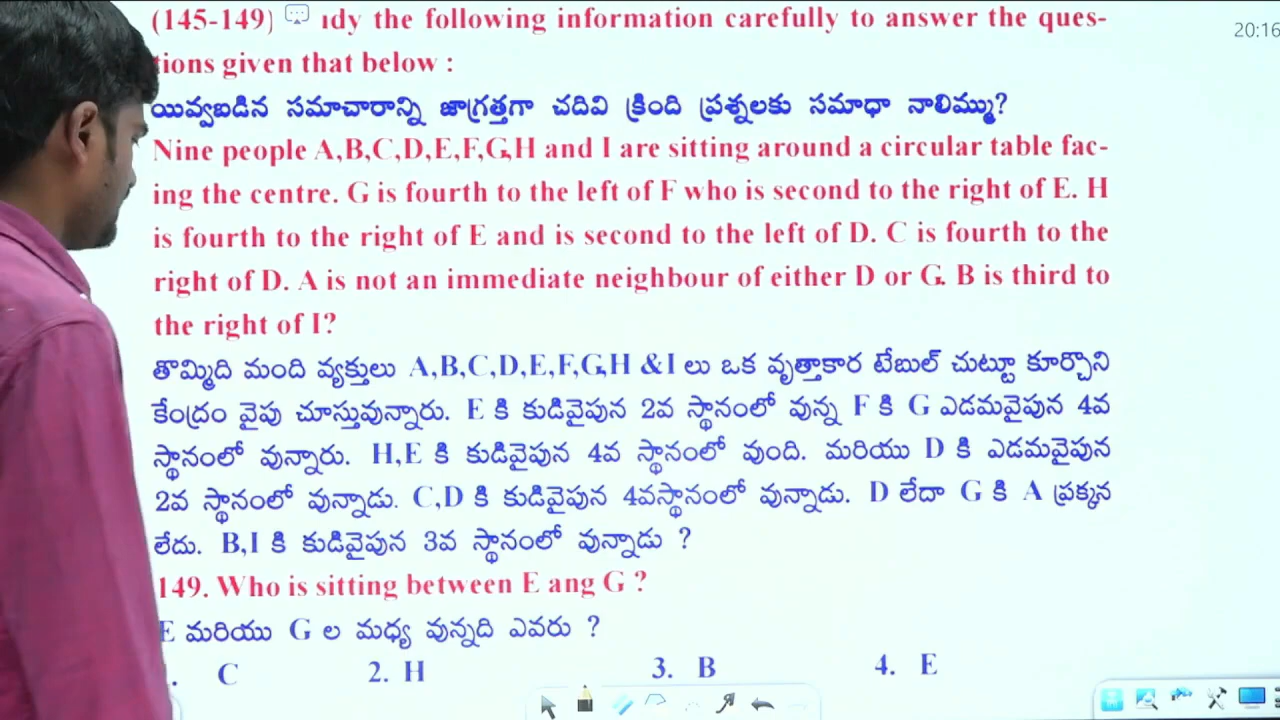 (145-149) udy the following information carefully to answer the ques-
20:16
tions given that below :
యివ్వబడిన సమాచారాన్ని జాగ్రత్తగా చదివి క్రింది ప్రశ్నలకు సమాధా నాలిమ్ము?
Nine people A,B,C,D,E,F,G,H and I are sitting around a circular table fac-
ing the centre. G is fourth to the left of F who is second to the right of E. H
is fourth to the right of E and is second to the left of D. C is fourth to the
right of D. A is not an immediate neighbour of either D or G. B is third to
the right of I?
తొమ్మిది మంది వ్యక్తులు A,B,C,D,E,F,G,H &I లు ఒక వృత్తాకార టేబుల్ చుట్టూ కూర్చొని
కేంద్రం వైపు చూస్తువున్నారు. E కి కుడివైపున 2వ స్థానంలో వున్న F కి G ఎడమవైపున 4వ
స్థానంలో వున్నారు. H,E కి కుడివైపున 4వ స్థానంలో వుంది. మరియు D కి ఎడమవైపున
2వ స్థానంలో వున్నాడు. C,D కి కుడివైపున 4వస్థానంలో వున్నాడు. D లేదా G కి A ప్రక్కన
లేదు. B,I కి కుడివైపున 3వ స్థానంలో వున్నాడు ?
149. Who is sitting between E ang G ?
E మరియు G ల మధ్య వున్నది ఎవరు ?
. C 2. H 3. B 4. E